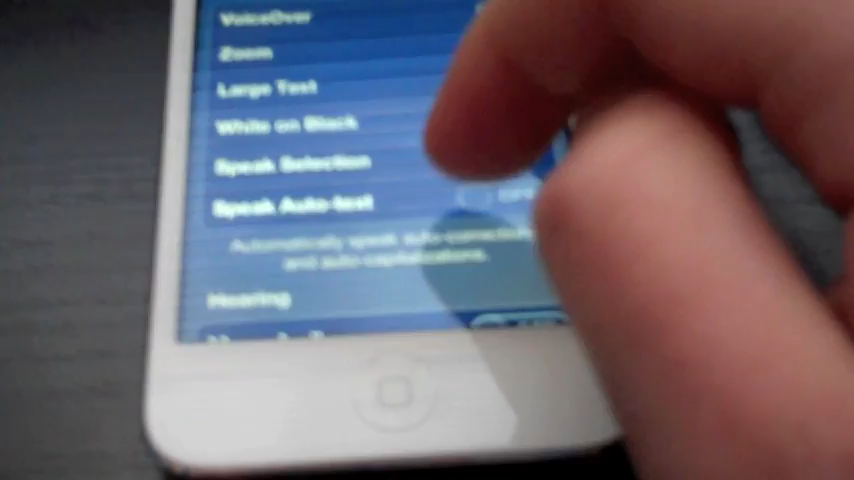 VoiceOver
Zoom
Large Text
White on Black
Speak Selection
Speak Auto-text
Automatically speak auto-corrections
and auto-capitalizations.
Hearing